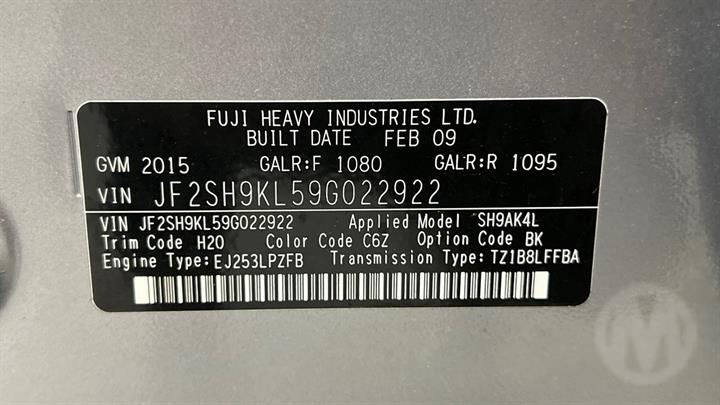 FUJI HEAVY INDUSTRIES LTD.
BUILT DATE FEB 09
GVM 2015 GALR:F 1080 GALR:R 1095
VIN JF2SH9KL59G022922
VIN JF2SH9KL59G022922 Applied Model SH9AK4L
Trim Code H20 Color Code C6Z Option Code BK
Engine Type:EJ253LPZFB Transmission Type:TZ1B8LFFBA
M